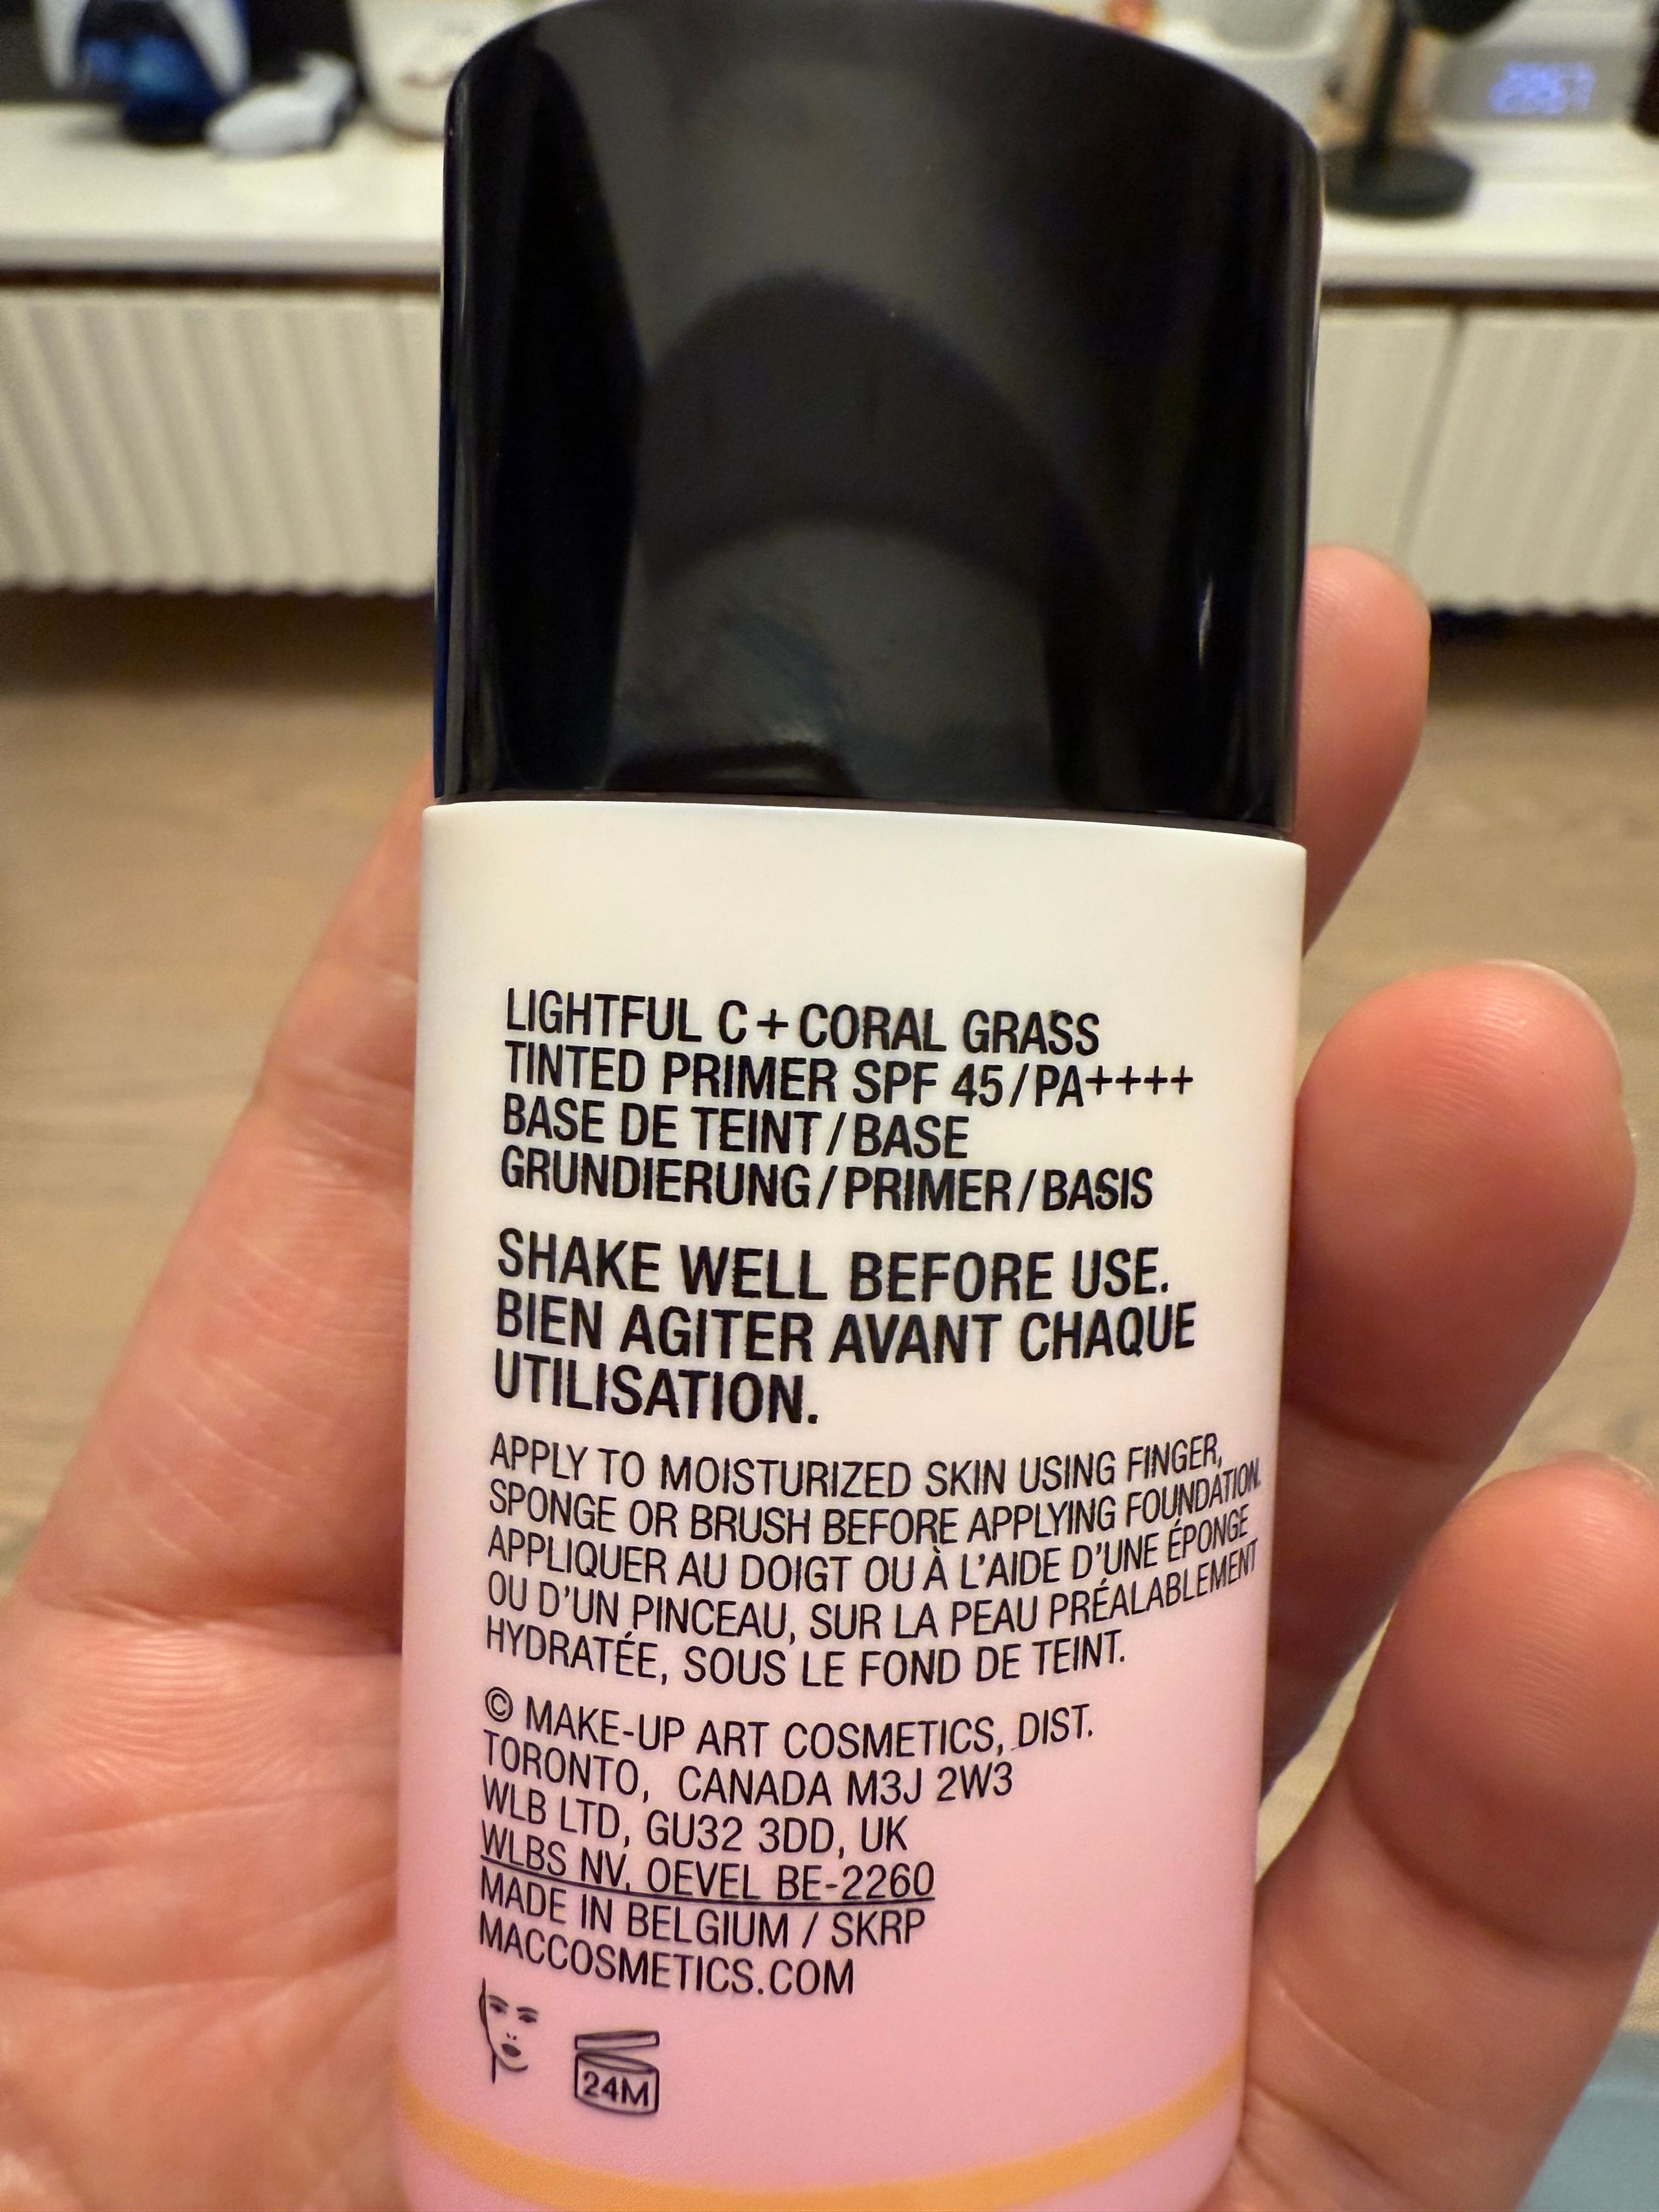 LIGHTFUL C + CORAL GRASS
TINTED PRIMER SPF 45/PA++++
BASE DE TEINT/BASE
GRUNDIERUNG/PRIMER/BASIS
SHAKE WELL BEFORE USE.
BIEN AGITER AVANT CHAQUE
UTILISATION.
APPLY TO MOISTURIZED SKIN USING FINGER,
SPONGE OR BRUSH BEFORE APPLYING FOUNDATION.
APPLIQUER AU DOIGT OU À L'AIDE D'UNE ÉPONGE
OU D'UN PINCEAU, SUR LA PEAU PRÉALABLEMENT
HYDRATÉE, SOUS LE FOND DE TEINT.
© MAKE-UP ART COSMETICS, DIST.
TORONTO, CANADA M3J 2W3
WLB LTD, GU32 3DD, UK
WLBS NV, OEVEL BE-2260
MADE IN BELGIUM / SKRP
MACCOSMETICS.COM
24M